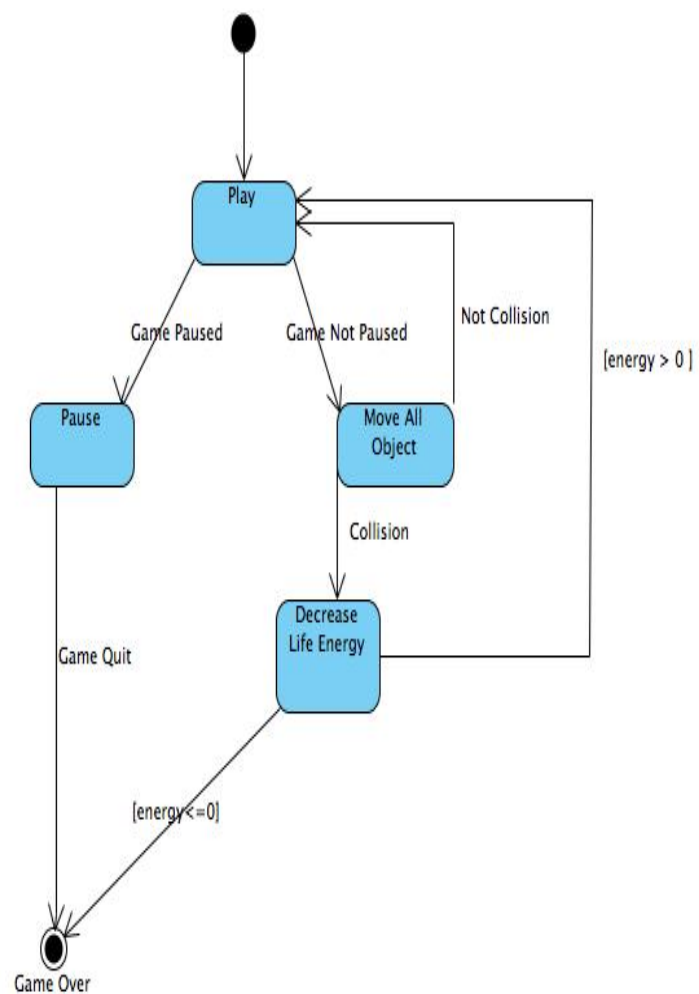 Play
Game Paused
Game Not Paused
Not Collision
[energy > 0 ]
Pause
Move All
Object
Collision
Decrease
Life Energy
Game Quit
[energy<=0]
Game Over